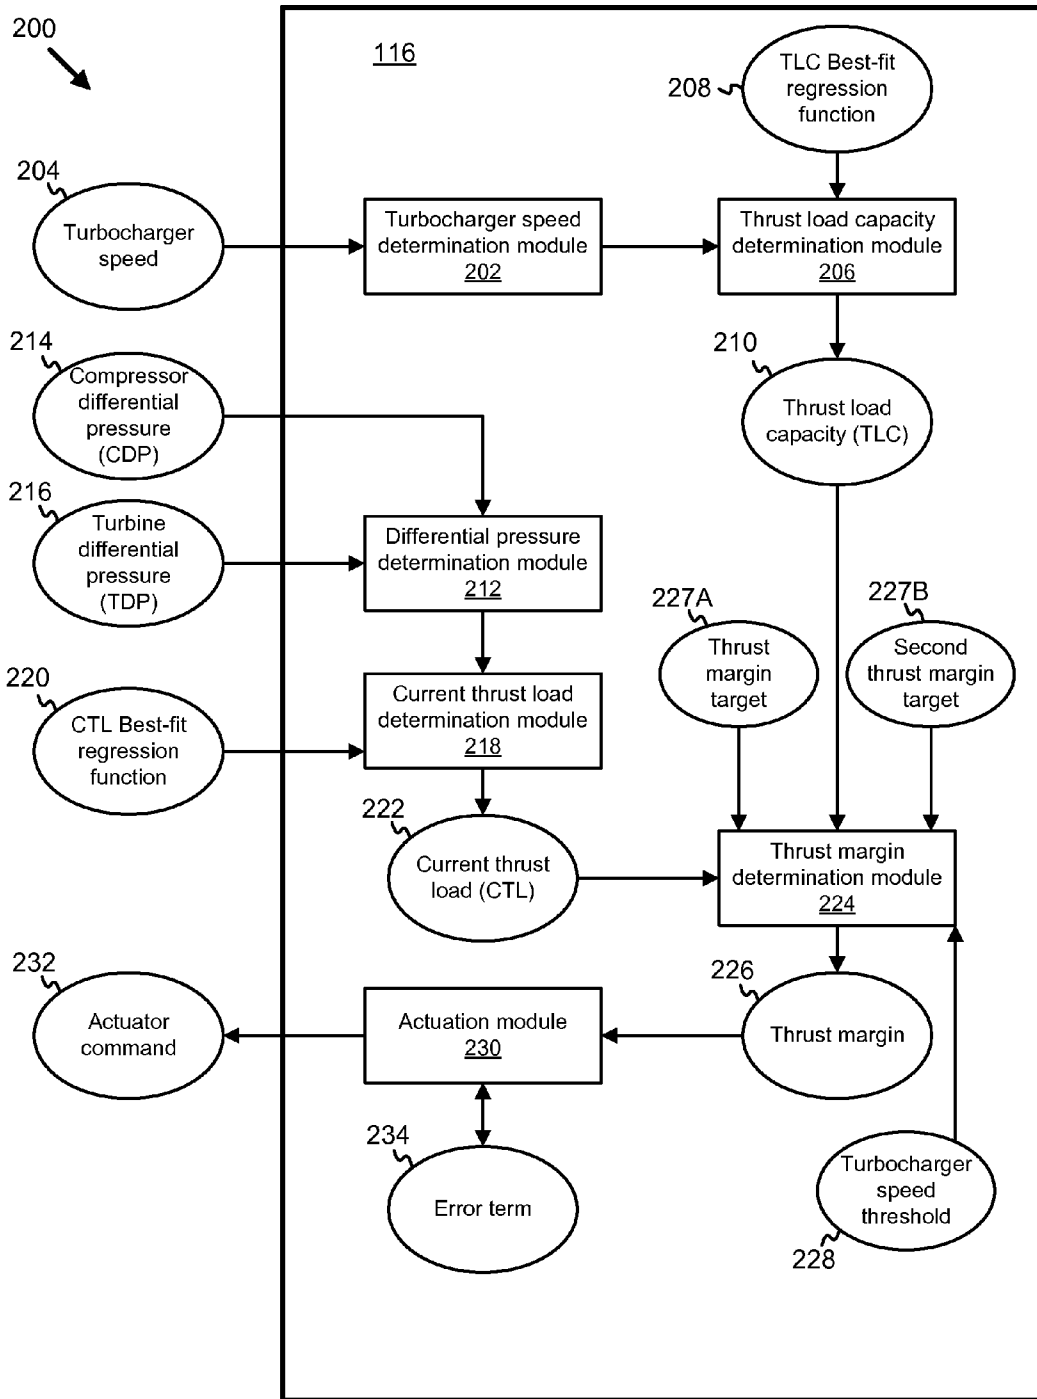 200
116
TLC Best-fit
regression
function
208
204
Turbocharger
speed
Turbocharger speed
determination module
202
Thrust load
capacity determination module
206
214
Compressor
differential
pressure
(CDP)
210
Thrust load
capacity (TLC)
216
Turbine
differential
pressure
(TDP)
Differential pressure
determination module
212
227A
Thrust
margin
target
227B
Second
thrust margin
target
220
CTL Best-fit
regression
function
Current thrust load
determination module
218
222
Current thrust
load (CTL)
Thrust margin
determination module
224
232
Actuator
command
Actuation module
230
226
Thrust margin
234
Error term
Turbocharger
speed
threshold
228